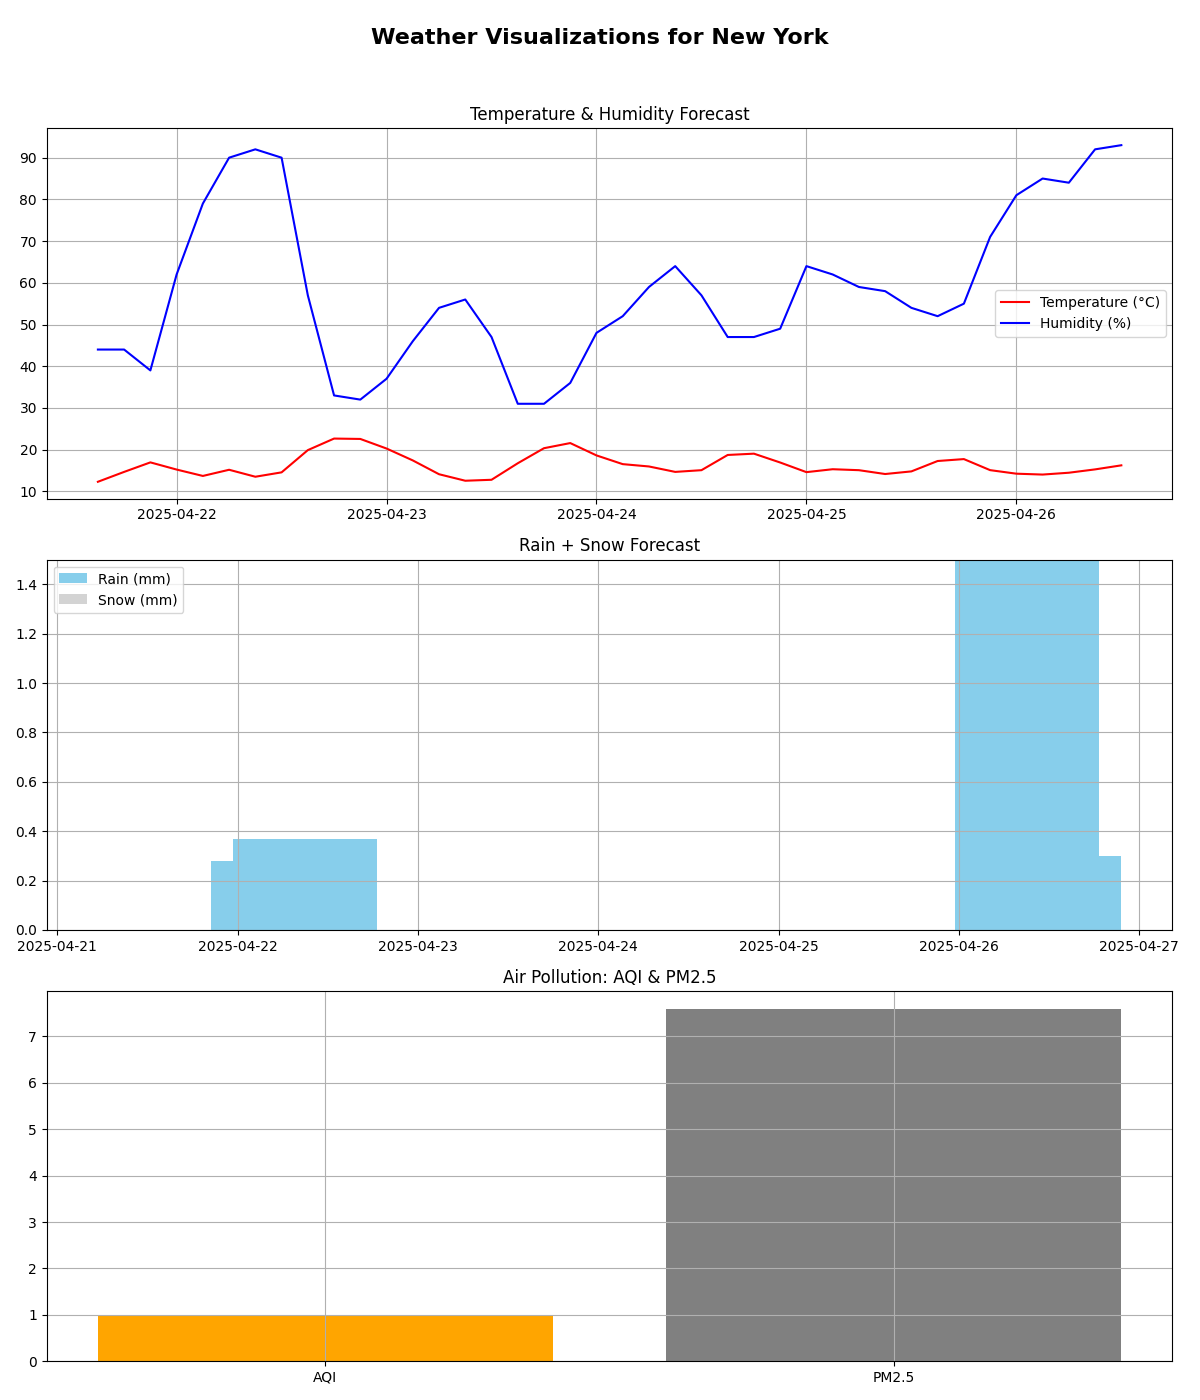 Weather Visualizations for New York
Temperature & Humidity Forecast
90
80
70
60
50
40
30
20
10
Temperature (°C)
Humidity (%)
2025-04-22 2025-04-23 2025-04-24 2025-04-25 2025-04-26
Rain + Snow Forecast
Rain (mm)
Snow (mm)
1.4
1.2
1.0
0.8
0.6
0.4
0.2
0.0
2025-04-21 2025-04-22 2025-04-23 2025-04-24 2025-04-25 2025-04-26 2025-04-27
Air Pollution: AQI & PM2.5
7
6
5
4
3
2
1
0
AQI PM2.5